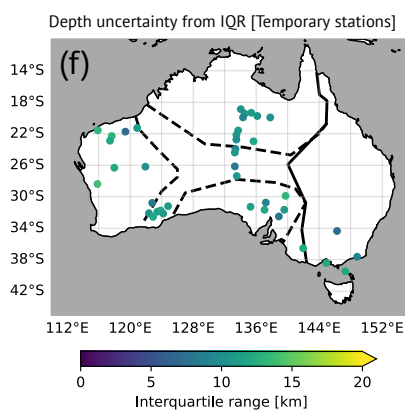 Depth uncertainty from IQR [Temporary stations]
(f)
14°S
18°S
22°S
26°S
30°S
34°S
38°S
42°S
112°E 120°E 128°E 136°E 144°E 152°E
0 5 10 15 20
Interquartile range [km]